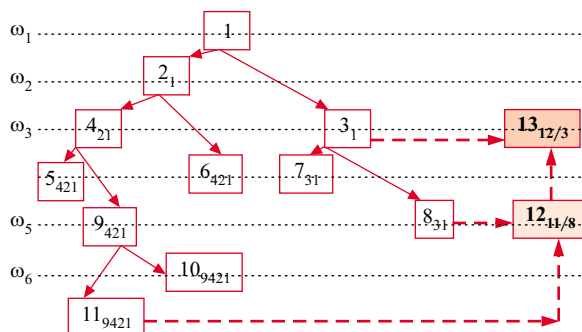 ω₁ 1
ω₂ 2₁
ω₃ 4₂₁ 3₁ 13₁₂/₃
5₄₂₁ 6₄₂₁ 7₃₁
ω₅ 9₄₂₁ 8₃₁ 12₁₁/₈
ω₆ 10₉₄₂₁
11₉₄₂₁